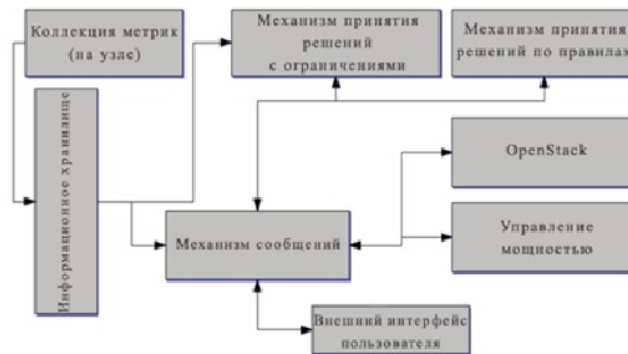 Коллекция метрик
(на узле)
Механизм принятия
решений
с ограничениями
Механизм принятия
решений по правилам
Информационное хранилище
OpenStack
Механизм сообщений
Управление
мощностью
Внешний интерфейс
пользователя